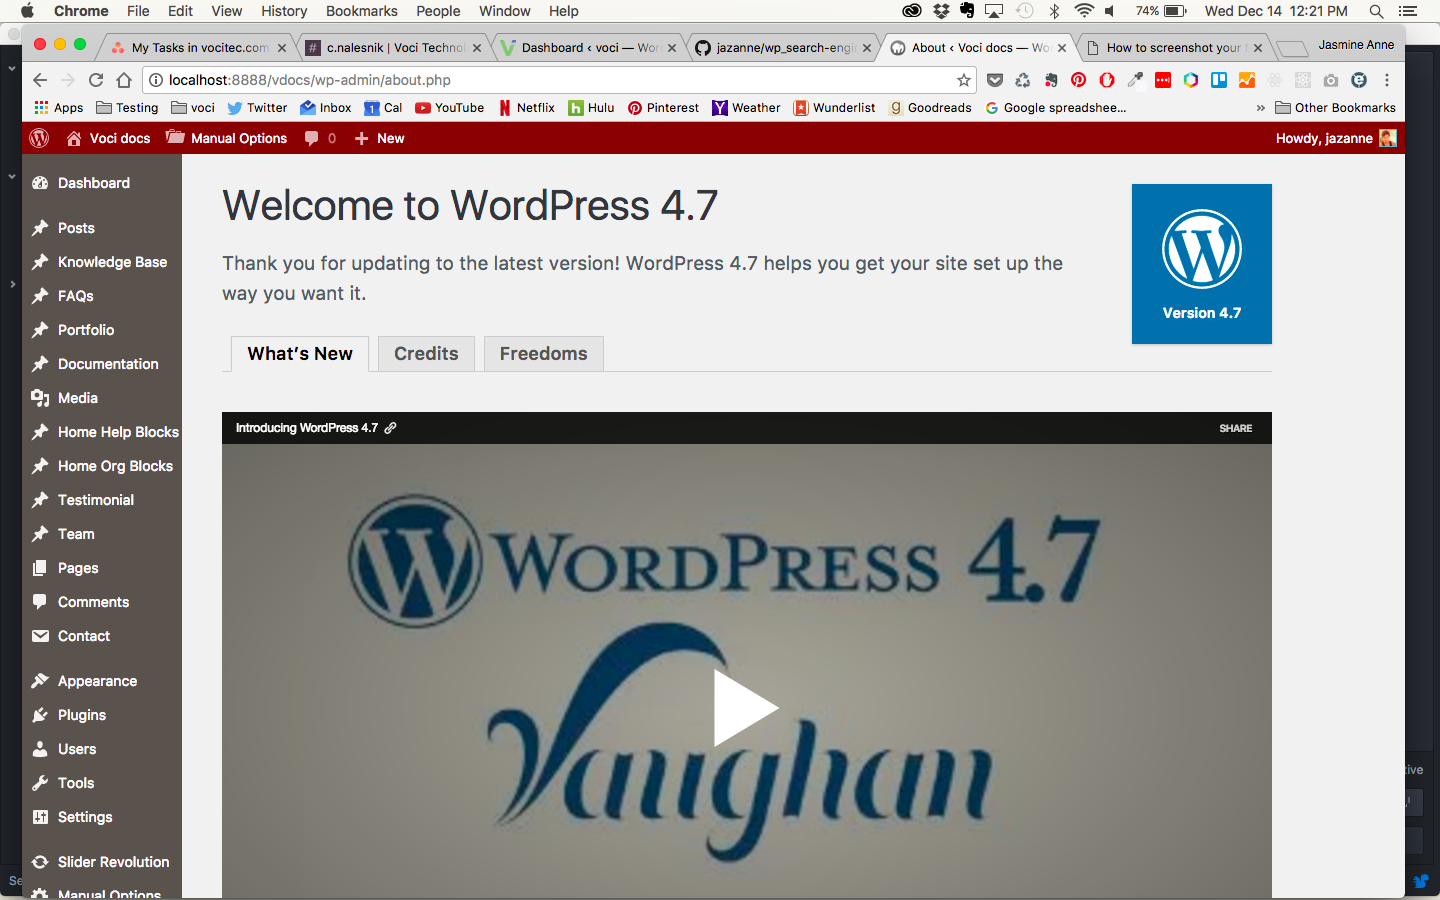 Chrome File Edit View History Bookmarks People Window Help 74% Wed Dec 14 12:21 PM
My Tasks in vocitec.com c.nalesnik | Voci Technol Dashboard ‹ voci — Wor jazanne/wp_search-engi About ‹ Voci docs — Wo How to screenshot your Jasmine Anne
localhost:8888/vdocs/wp-admin/about.php
Apps Testing voci Twitter Inbox 1 Cal YouTube Netflix Hulu Pinterest Weather Wunderlist Goodreads Google spreadshee... » Other Bookmarks
Voci docs Manual Options 0 New Howdy, jazanne
Dashboard
Posts
Knowledge Base
FAQs
Portfolio
Documentation
Media
Home Help Blocks
Home Org Blocks
Testimonial
Team
Pages
Comments
Contact
Appearance
Plugins
Users
Tools
Settings
Slider Revolution
Manual Options
Welcome to WordPress 4.7
Thank you for updating to the latest version! WordPress 4.7 helps you get your site set up the
way you want it.
Version 4.7
What's New Credits Freedoms
Introducing WordPress 4.7 SHARE
WORDPRESS 4.7
Vaughan